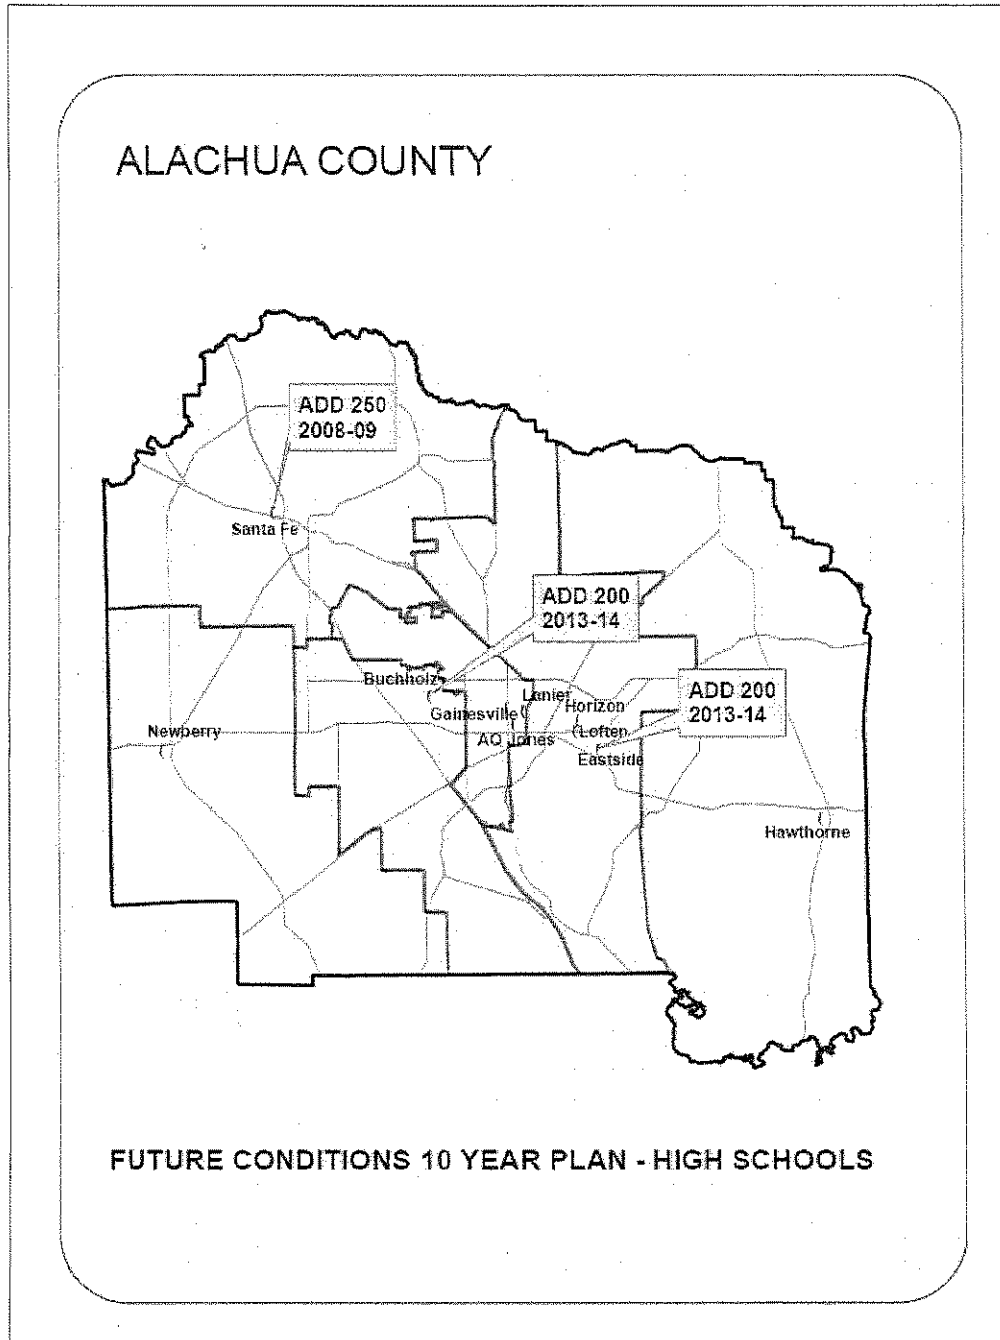 ALACHUA COUNTY
ADD 250
2008-09
Santa Fe
ADD 200
2013-14
Buchholz
ADD 200
2013-14
Lanier
Horizon
Gainesville
Newberry
Loften
AQ Jones
Eastside
Hawthorne
FUTURE CONDITIONS 10 YEAR PLAN - HIGH SCHOOLS